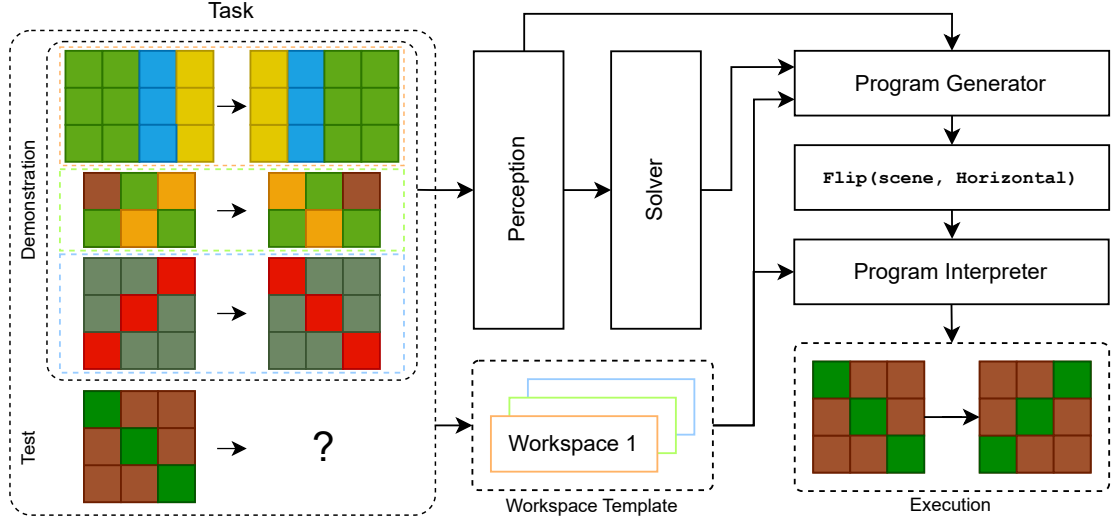 Task
Demonstration
Test
?
Perception
Solver
Program Generator
Flip(scene, Horizontal)
Program Interpreter
Workspace 1
Workspace Template
Execution